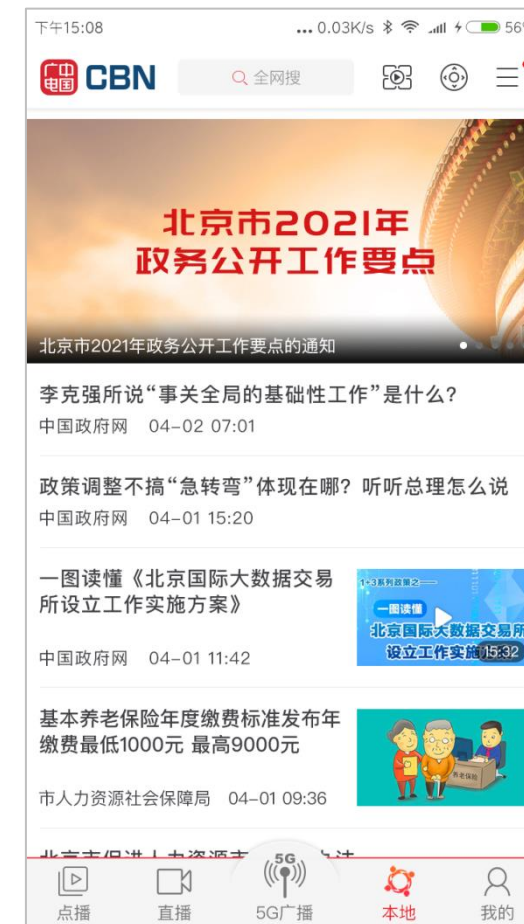 下午15:08
... 0.03K/s
56%
中国广电 CBN
全网搜
北京市2021年
政务公开工作要点
北京市2021年政务公开工作要点的通知
李克强所说“事关全局的基础性工作”是什么?
中国政府网 04-02 07:01
政策调整不搞“急转弯”体现在哪?听听总理怎么说
中国政府网 04-01 15:20
一图读懂《北京国际大数据交易
所设立工作实施方案》
中国政府网 04-01 11:42
1+3系列政策之——
一图读懂
北京国际大数据交易所
设立工作实施
15:32
基本养老保险年度缴费标准发布年
缴费最低1000元 最高9000元
市人力资源社会保障局 04-01 09:36
养老保险
5G
点播
直播
5G广播
本地
我的